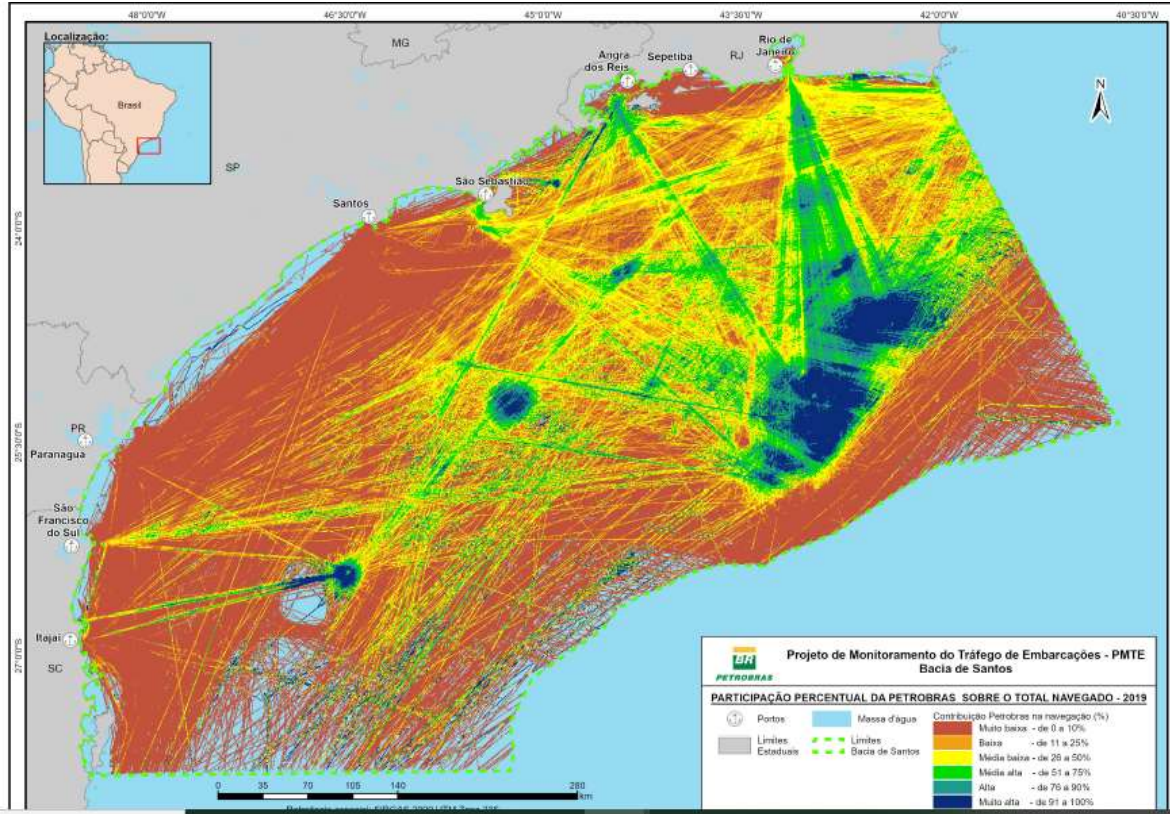 48°0'0"W 46°30'0"W 45°0'0"W 43°30'0"W 42°0'0"W 40°30'0"W
Localização:
Brasil
MG
Angra
dos Reis
Sepetiba
RJ
Rio de
Janeiro
N
SP
São Sebastião
Santos
24°0'0"S
PR
Paranagua
25°30'0"S
São
Francisco
do Sul
Itajaí
SC
27°0'0"S
0 35 70 105 140 280
km
BR
PETROBRAS
Projeto de Monitoramento do Tráfego de Embarcações - PMTE
Bacia de Santos
PARTICIPAÇÃO PERCENTUAL DA PETROBRAS SOBRE O TOTAL NAVEGADO - 2019
Portos
Limites
Estaduais
Massa d'água
Limites
Bacia de Santos
Contribuição Petrobras na navegação (%)
Muito baixa - de 0 a 10%
Baixa - de 11 a 25%
Média baixa - de 26 a 50%
Média alta - de 51 a 75%
Alta - de 76 a 90%
Muito alta - de 91 a 100%